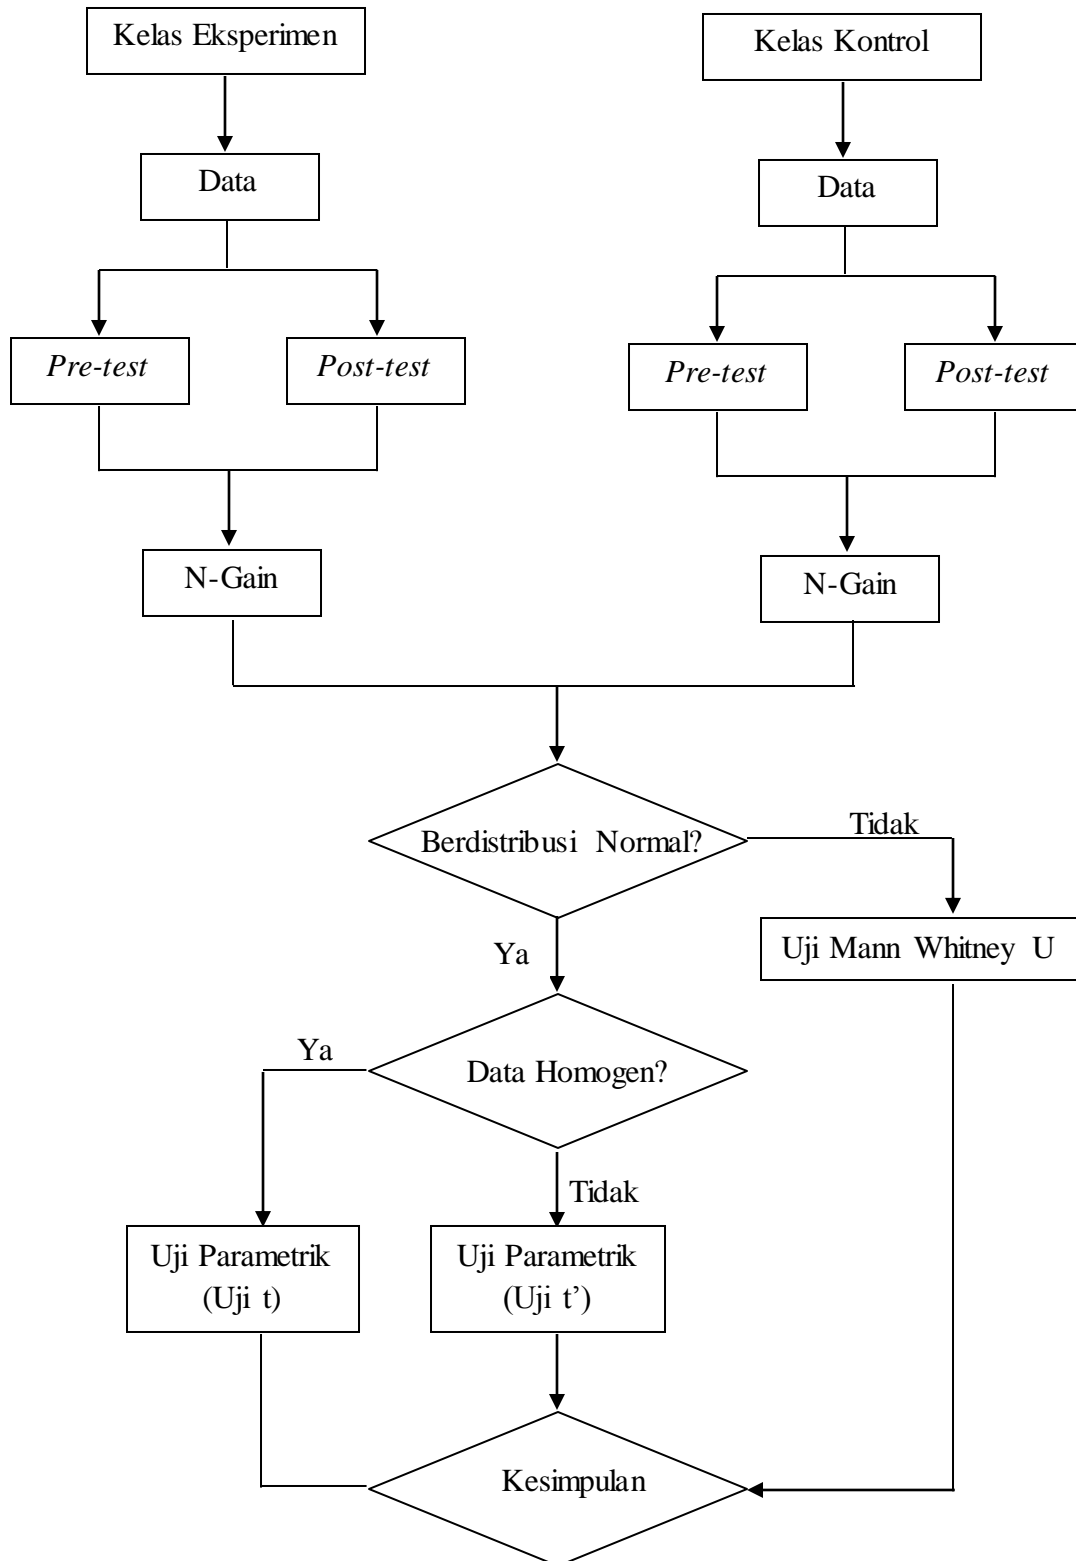 Kelas Eksperimen
Kelas Kontrol
Data
Data
Pre-test
Post-test
Pre-test
Post-test
N-Gain
N-Gain
Berdistribusi Normal?
Tidak
Uji Mann Whitney U
Ya
Data Homogen?
Ya
Tidak
Uji Parametrik
(Uji t)
Uji Parametrik
(Uji t’)
Kesimpulan